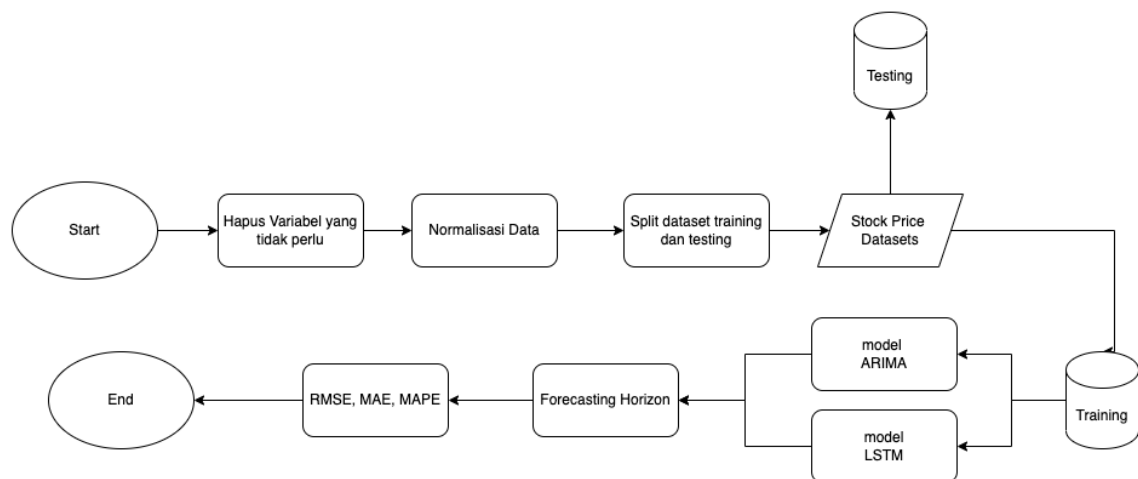 Testing
Start
Hapus Variabel yang
tidak perlu
Normalisasi Data
Split dataset training
dan testing
Stock Price
Datasets
model
ARIMA
End
RMSE, MAE, MAPE
Forecasting Horizon
Training
model
LSTM